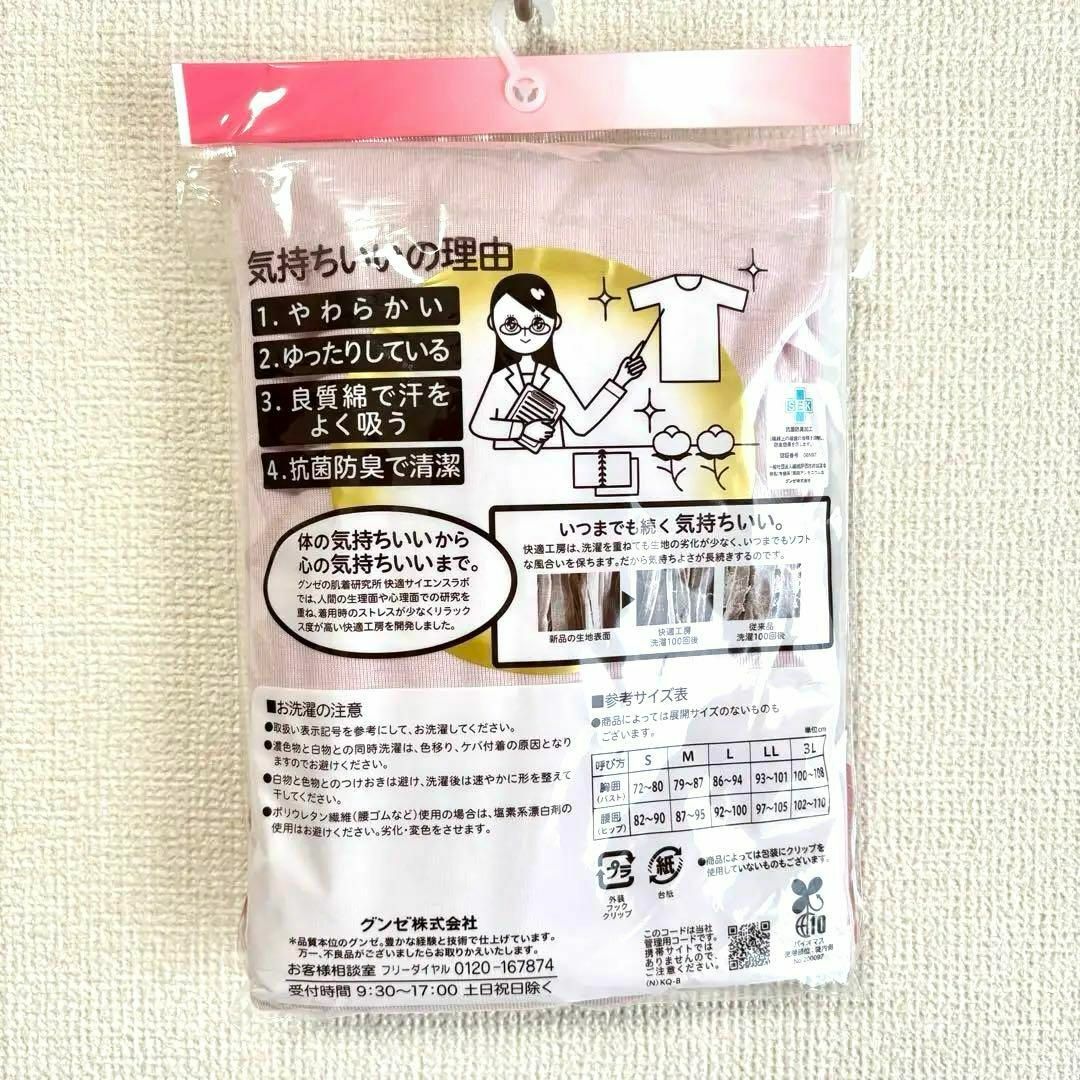 気持ちいいの理由
1. やわらかい
2. ゆったりしている
3. 良質綿で汗を
よく吸う
4. 抗菌防臭で清潔
SEK
抗菌防臭加工
体の気持ちいいから
心の気持ちいいまで。
グンゼの肌着研究所 快適サイエンスラボ
では、人間の生理面や心理面での研究を
重ね、着用時のストレスが少なくリラック
ス度が高い快適工房を開発しました。
いつまでも続く気持ちいい。
快適工房は、洗濯を重ねても生地の劣化が少なく、いつまでもソフト
な風合いを保ちます。だから気持ちよさが長続きするのです。
新品の生地表面
快適工房
洗濯100回後
従来品
洗濯100回後
■お洗濯の注意
●取扱い表示記号を参考にして、お洗濯してください。
●濃色物と白物との同時洗濯は、色移り、ケバ付着の原因となり
ますのでお避けください。
●白物と色物とのつけおきは避け、洗濯後は速やかに形を整えて
干してください。
●ポリウレタン繊維(腰ゴムなど)使用の場合は、塩素系漂白剤の
使用はお避けください。劣化・変色をさせます。
■参考サイズ表
●商品によっては展開サイズのないものも
ございます。
単位cm
呼び方 S M L LL 3L
胸囲(バスト) 72～80 79～87 86～94 93～101 100～108
腰囲(ヒップ) 82～90 87～95 92～100 97～105 102～110
プラ
外装
フック
クリップ
紙
台紙
●商品によっては包装にクリップを
使用していないものもございます。
グンゼ株式会社
*品質本位のグンゼ。豊かな経験と技術で仕上げています。
万一、不良品がございましたらお取りかえいたします。
お客様相談室 フリーダイヤル 0120-167874
受付時間 9:30～17:00 土日祝日除く
このコードは当社
管理用コードです。
携帯サイトでは
ありませんので、
ご注意ください。
(N)KQ-B
10
バイオマス